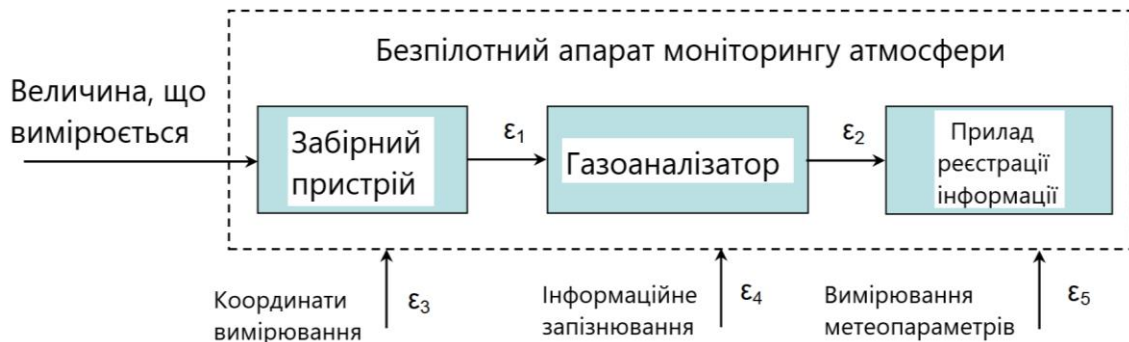 Безпілотний апарат моніторингу атмосфери
Величина, що
вимірюється
Забірний
пристрій
ε1
Газоаналізатор
ε2
Прилад
реєстрації
інформації
Координати
вимірювання
ε3
Інформаційне
запізнювання
ε4
Вимірювання
метеопараметрів
ε5